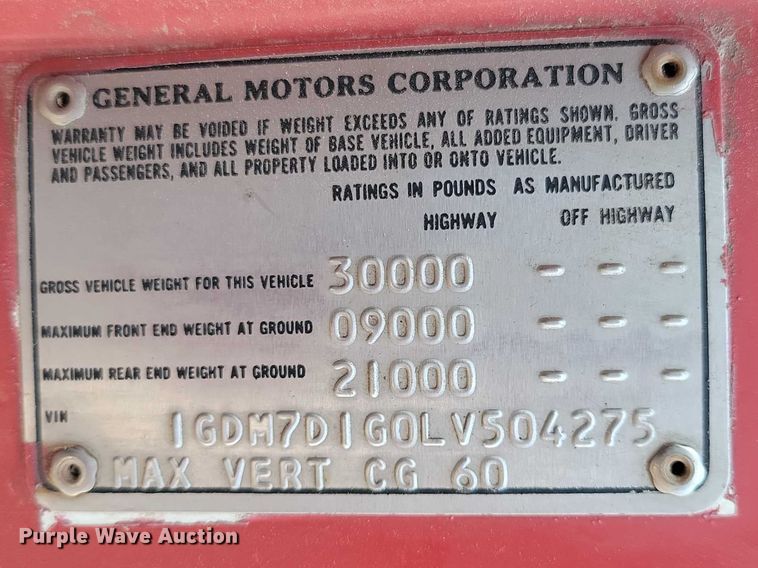 GENERAL MOTORS CORPORATION
WARRANTY MAY BE VOIDED IF WEIGHT EXCEEDS ANY OF RATINGS SHOWN. GROSS
VEHICLE WEIGHT INCLUDES WEIGHT OF BASE VEHICLE, ALL ADDED EQUIPMENT, DRIVER
AND PASSENGERS, AND ALL PROPERTY LOADED INTO OR ONTO VEHICLE.
RATINGS IN POUNDS AS MANUFACTURED
HIGHWAY OFF HIGHWAY
GROSS VEHICLE WEIGHT FOR THIS VEHICLE 30000 - - -
MAXIMUM FRONT END WEIGHT AT GROUND 09000 - - -
MAXIMUM REAR END WEIGHT AT GROUND 21000 - - -
VIN 1GDM7D1G0LV504275
MAX VERT CG 60
Purple Wave Auction